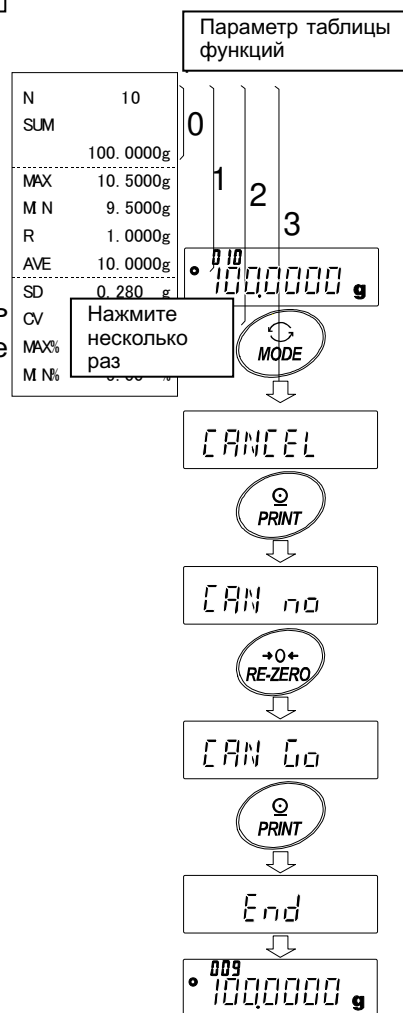 Параметр таблицы
функций
N 10
SUM
100.0000g
MAX 10.5000g
MIN 9.5000g
R 1.0000g
AVE 10.0000g
SD 0.280 g
CV
MAX%
MIN% %
0
1
2
3
010
100.0000 g
Нажмите
несколько
раз
MODE
CANCEL
PRINT
CAN no
→0←
RE-ZERO
CAN Go
PRINT
End
009
100.0000 g